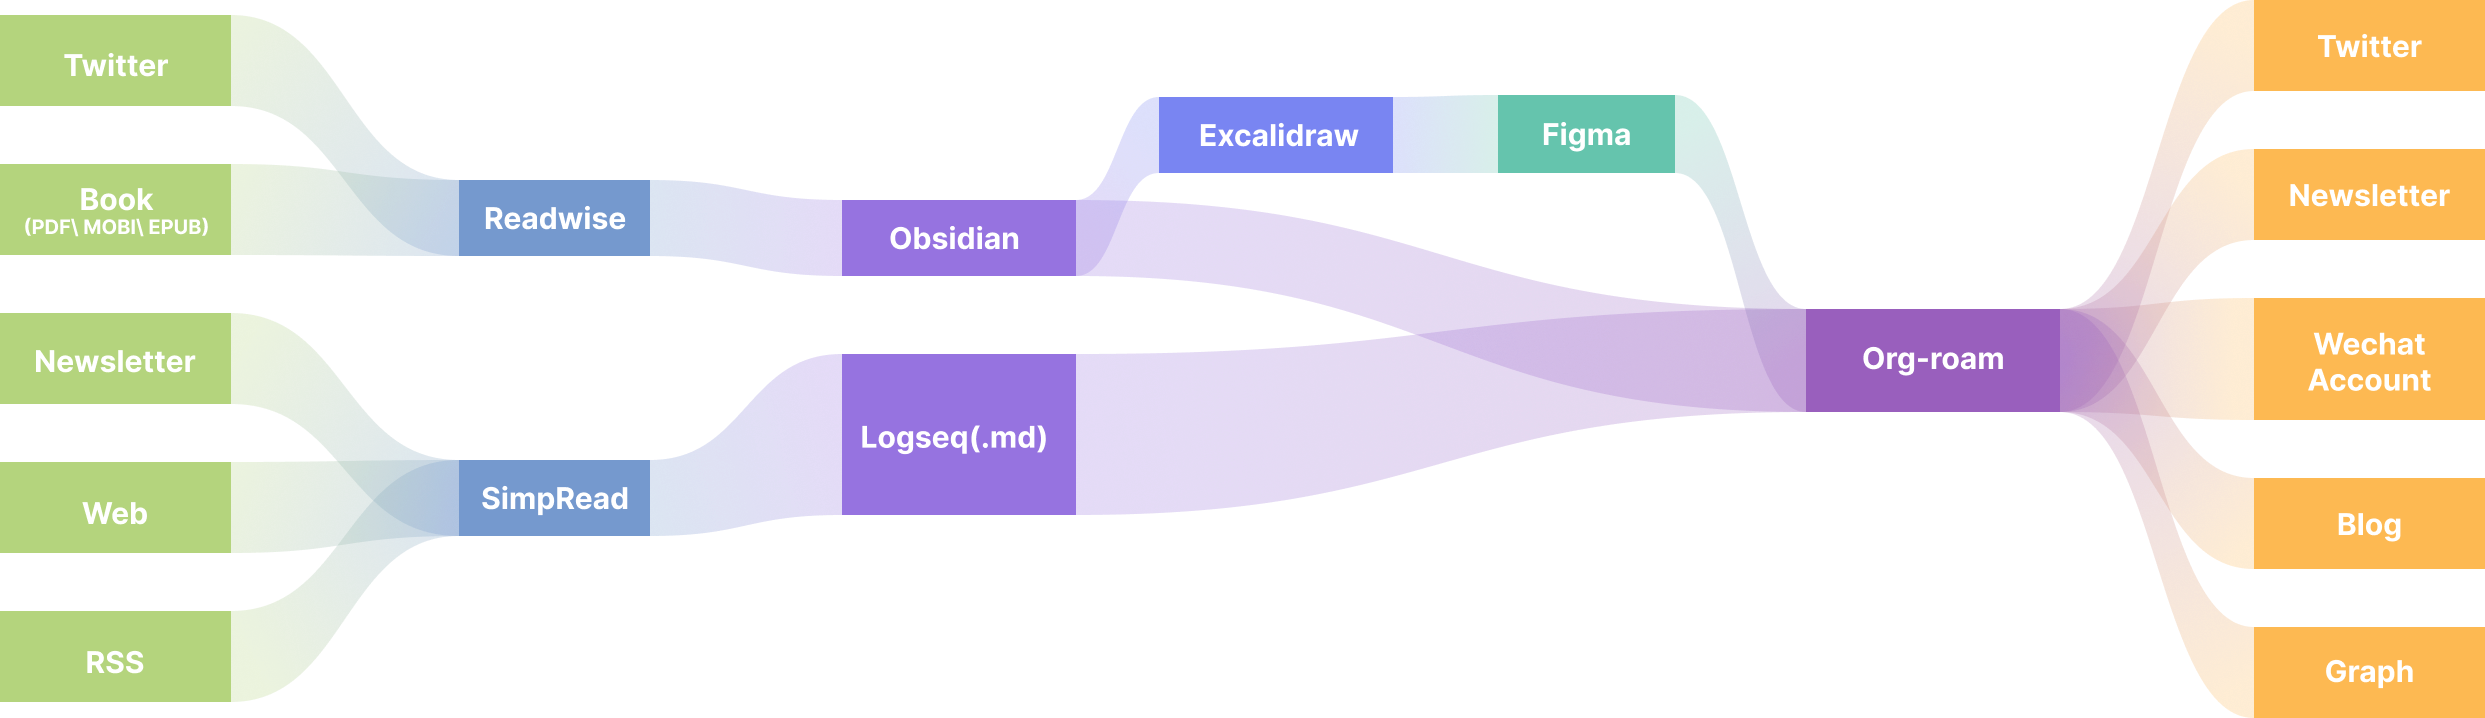 Twitter
Book
(PDF\ MOBI\ EPUB)
Newsletter
Web
RSS
Readwise
SimpRead
Obsidian
Logseq(.md)
Excalidraw
Figma
Org-roam
Twitter
Newsletter
Wechat
Account
Blog
Graph